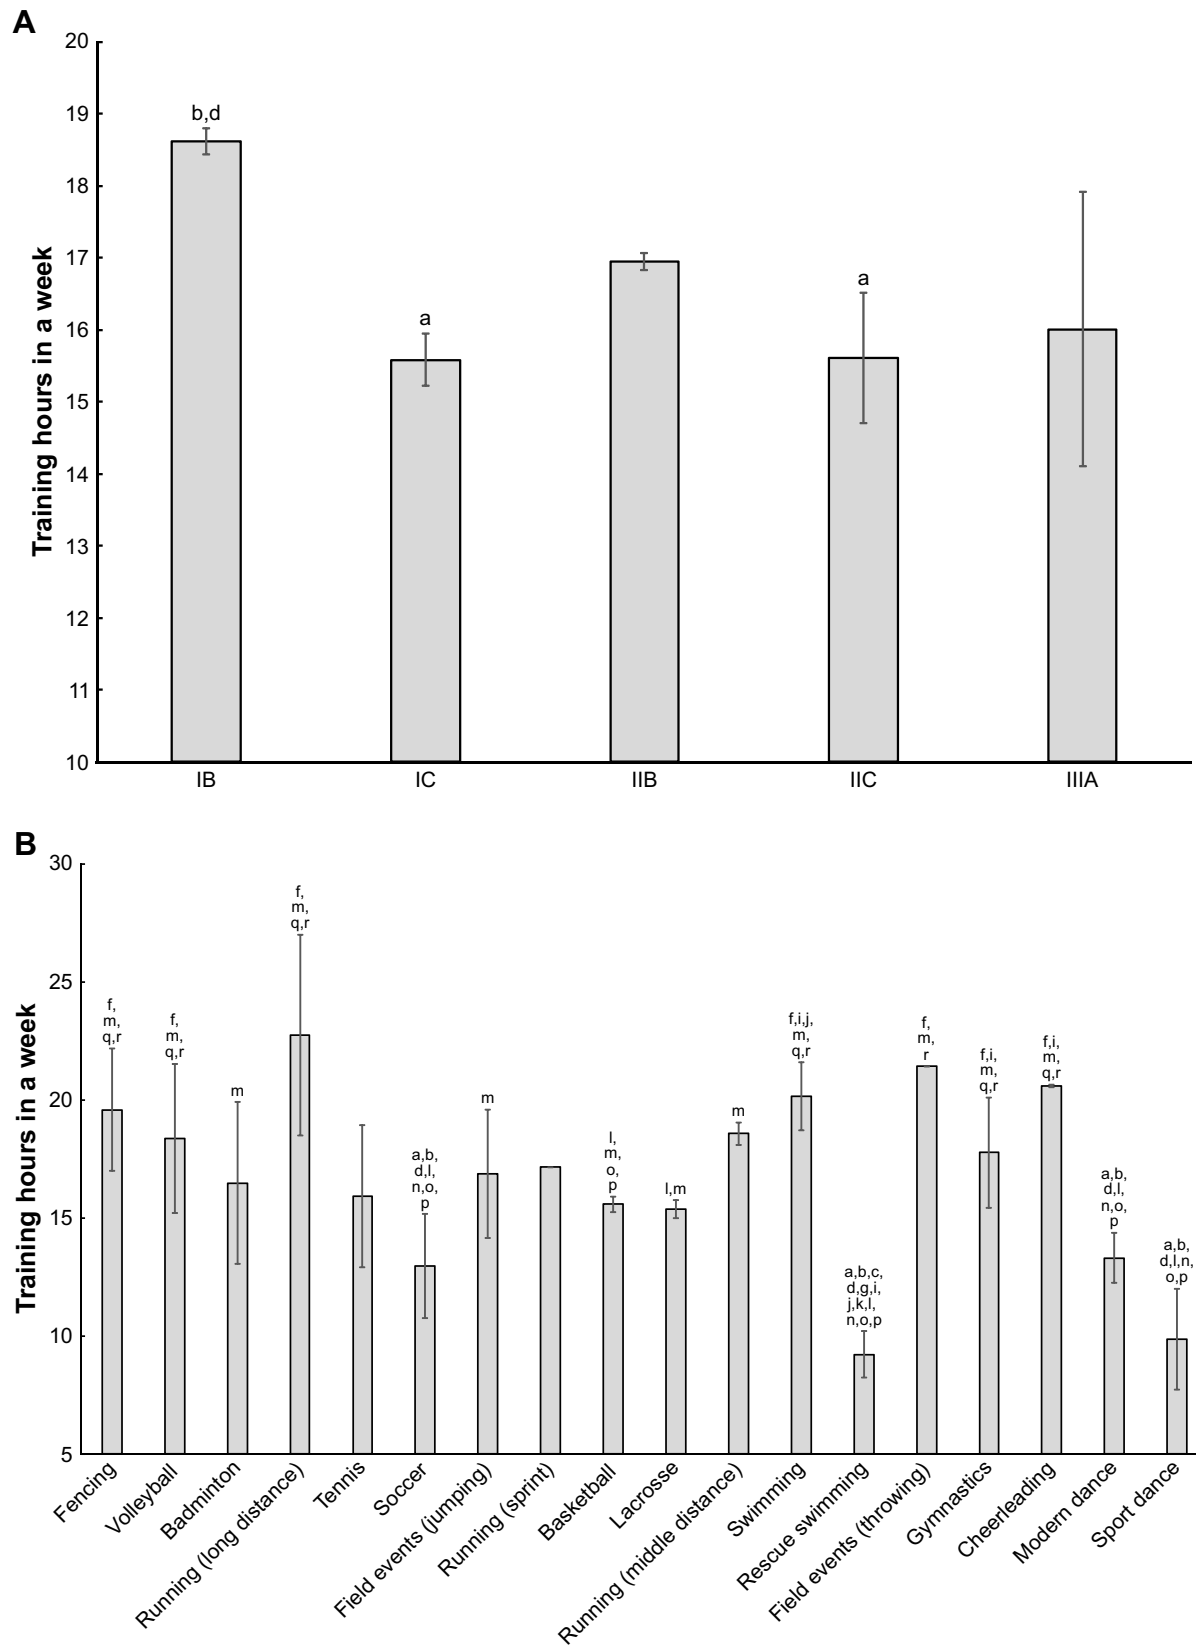 A
20
19
18
17
16
15
14
13
12
11
10
Training hours in a week
b,d
a
a
IB
IC
IIB
IIC
IIIA
B
30
25
20
15
10
5
Training hours in a week
f,
m,
q,r
f,
m,
q,r
m
f,
m,
q,r
a,b,
d,l,
n,o,
p
m
l,
m,
o,
p
l,m
m
f,i,j,
m,
q,r
a,b,c,
d,g,i,
j,k,l,
n,o,p
f,
m,
r
f,i,
m,
q,r
f,i,
m,
q,r
a,b,
d,l,
n,o,
p
a,b,
d,l,n,
o,p
Fencing
Volleyball
Badminton
Running (long distance)
Tennis
Soccer
Field events (jumping)
Running (sprint)
Basketball
Lacrosse
Running (middle distance)
Swimming
Rescue swimming
Field events (throwing)
Gymnastics
Cheerleading
Modern dance
Sport dance